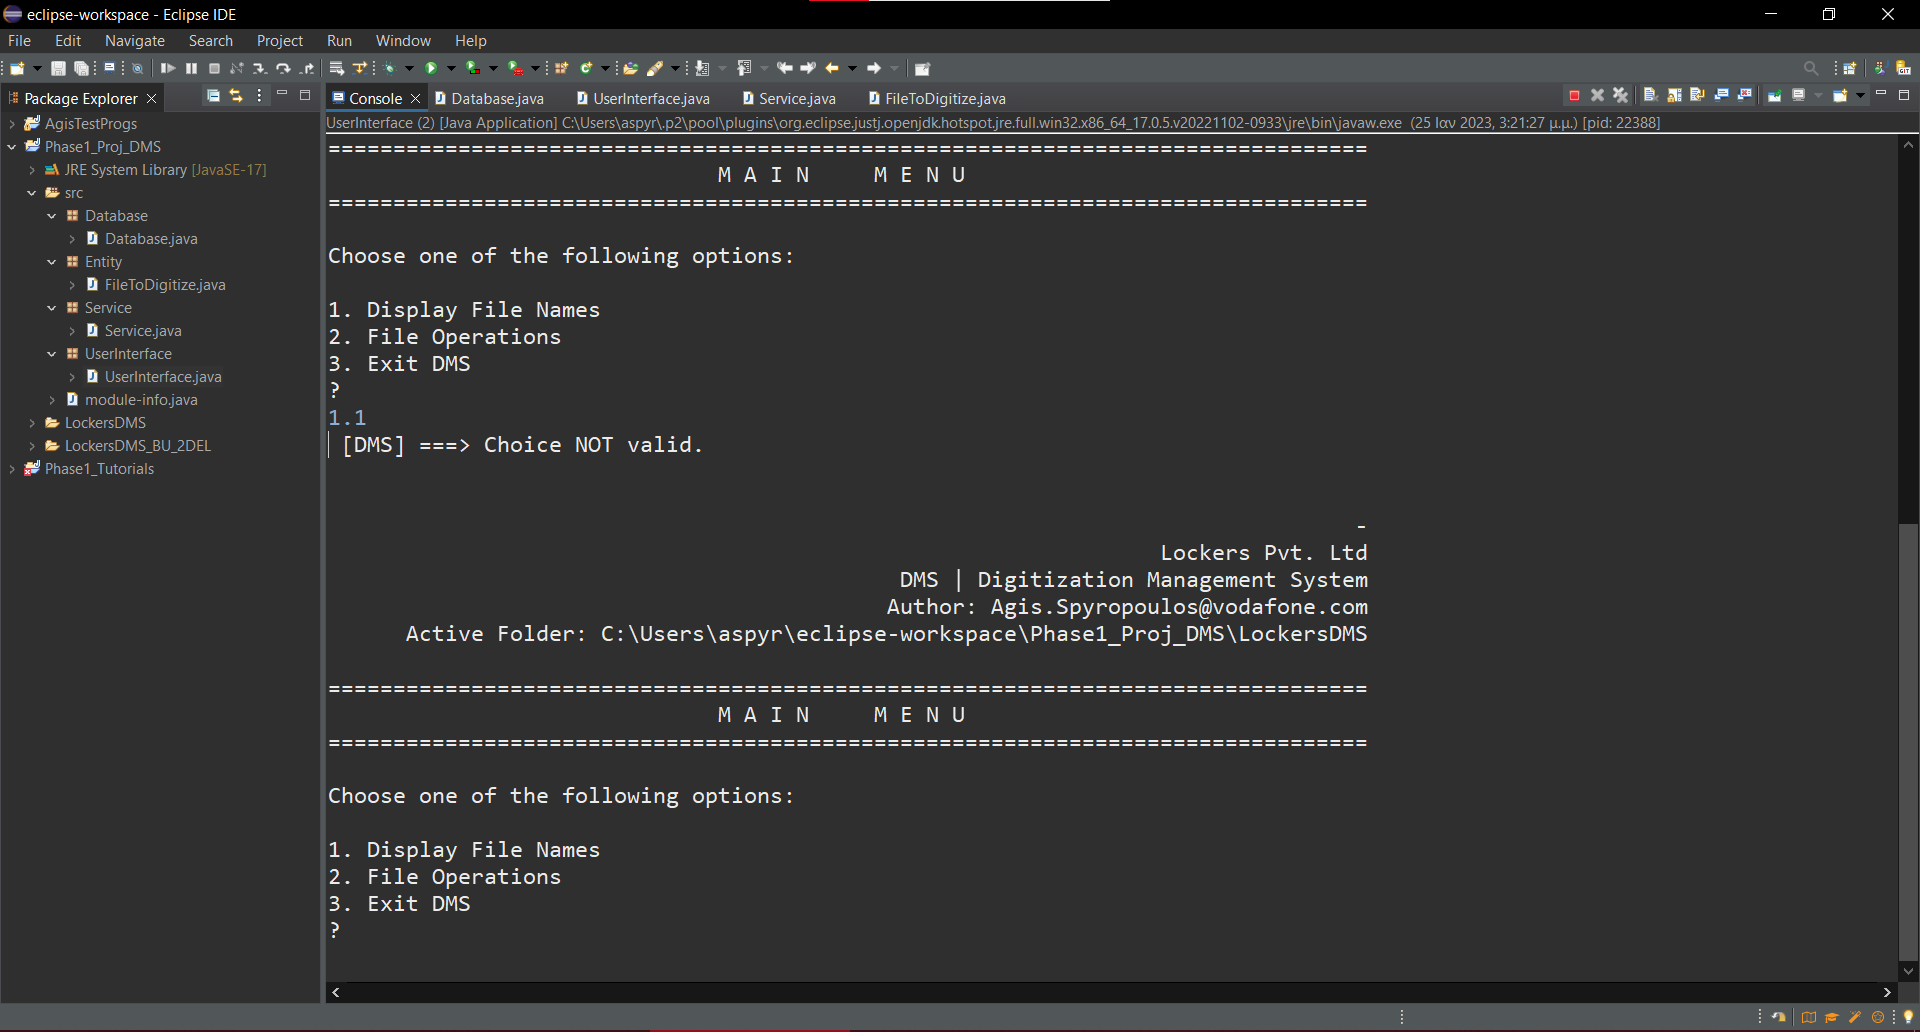 eclipse-workspace - Eclipse IDE
File Edit Navigate Search Project Run Window Help
Package Explorer
AgisTestProgs
Phase1_Proj_DMS
JRE System Library [JavaSE-17]
src
Database
Database.java
Entity
FileToDigitize.java
Service
Service.java
UserInterface
UserInterface.java
module-info.java
LockersDMS
LockersDMS_BU_2DEL
Phase1_Tutorials
Console Database.java UserInterface.java Service.java FileToDigitize.java
UserInterface (2) [Java Application] C:\Users\aspyr\.p2\pool\plugins\org.eclipse.justj.openjdk.hotspot.jre.full.win32.x86_64_17.0.5.v20221102-0933\jre\bin\javaw.exe (25 Ιαν 2023, 3:21:27 μ.μ.) [pid: 22388]
================================================================================
M A I N     M E N U
================================================================================
Choose one of the following options:
1. Display File Names
2. File Operations
3. Exit DMS
?
1.1
[DMS] ===> Choice NOT valid.
-
Lockers Pvt. Ltd
DMS | Digitization Management System
Author: Agis.Spyropoulos@vodafone.com
Active Folder: C:\Users\aspyr\eclipse-workspace\Phase1_Proj_DMS\LockersDMS
================================================================================
M A I N     M E N U
================================================================================
Choose one of the following options:
1. Display File Names
2. File Operations
3. Exit DMS
?